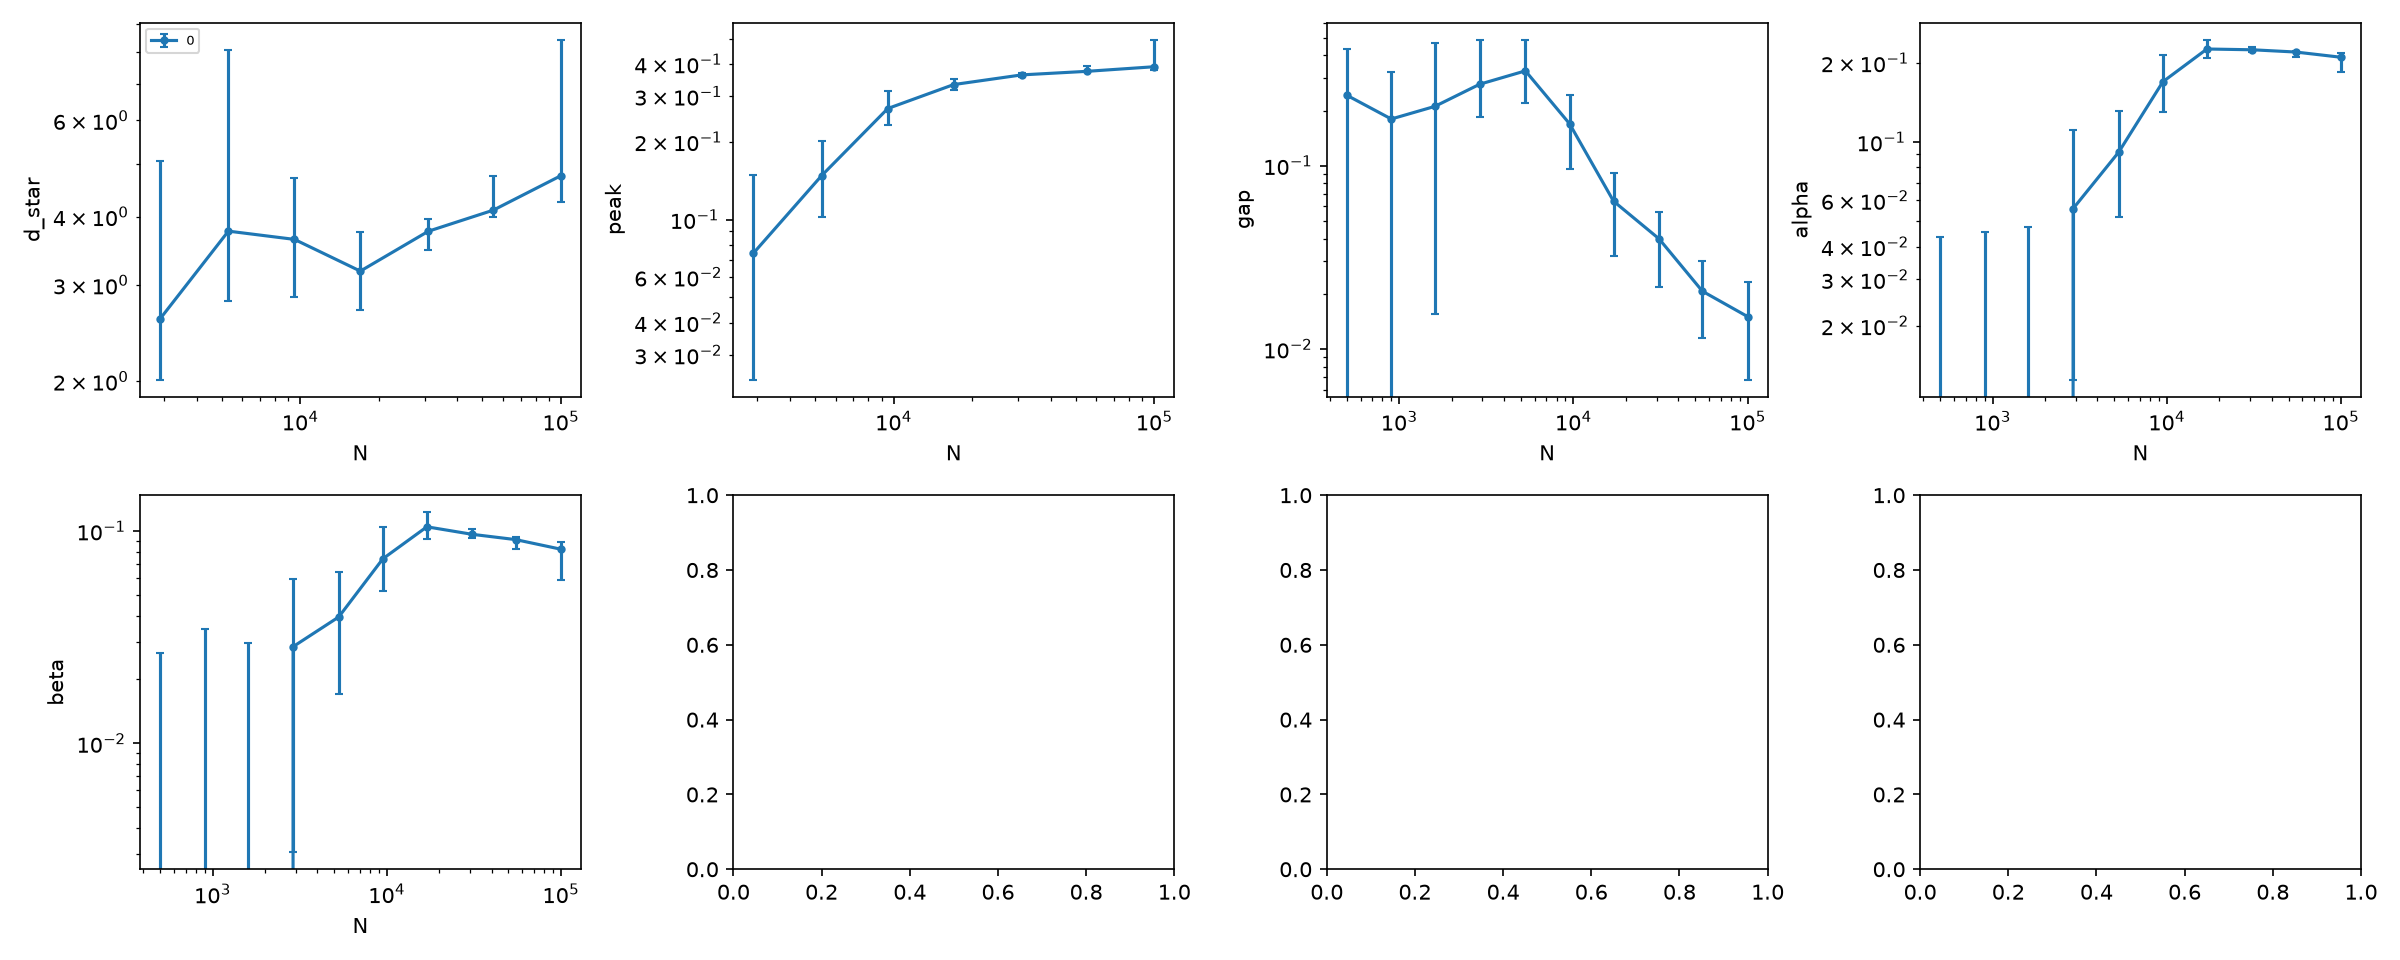 0
6 × 10⁰
4 × 10⁰
3 × 10⁰
2 × 10⁰
d_star
10⁴
10⁵
N
4 × 10⁻¹
3 × 10⁻¹
2 × 10⁻¹
10⁻¹
6 × 10⁻²
4 × 10⁻²
3 × 10⁻²
peak
10⁴
10⁵
N
10⁻¹
10⁻²
gap
10³
10⁴
10⁵
N
2 × 10⁻¹
10⁻¹
6 × 10⁻²
4 × 10⁻²
3 × 10⁻²
2 × 10⁻²
alpha
10³
10⁴
10⁵
N
10⁻¹
10⁻²
beta
10³
10⁴
10⁵
N
1.0
0.8
0.6
0.4
0.2
0.0
0.0 0.2 0.4 0.6 0.8 1.0
1.0
0.8
0.6
0.4
0.2
0.0
0.0 0.2 0.4 0.6 0.8 1.0
1.0
0.8
0.6
0.4
0.2
0.0
0.0 0.2 0.4 0.6 0.8 1.0